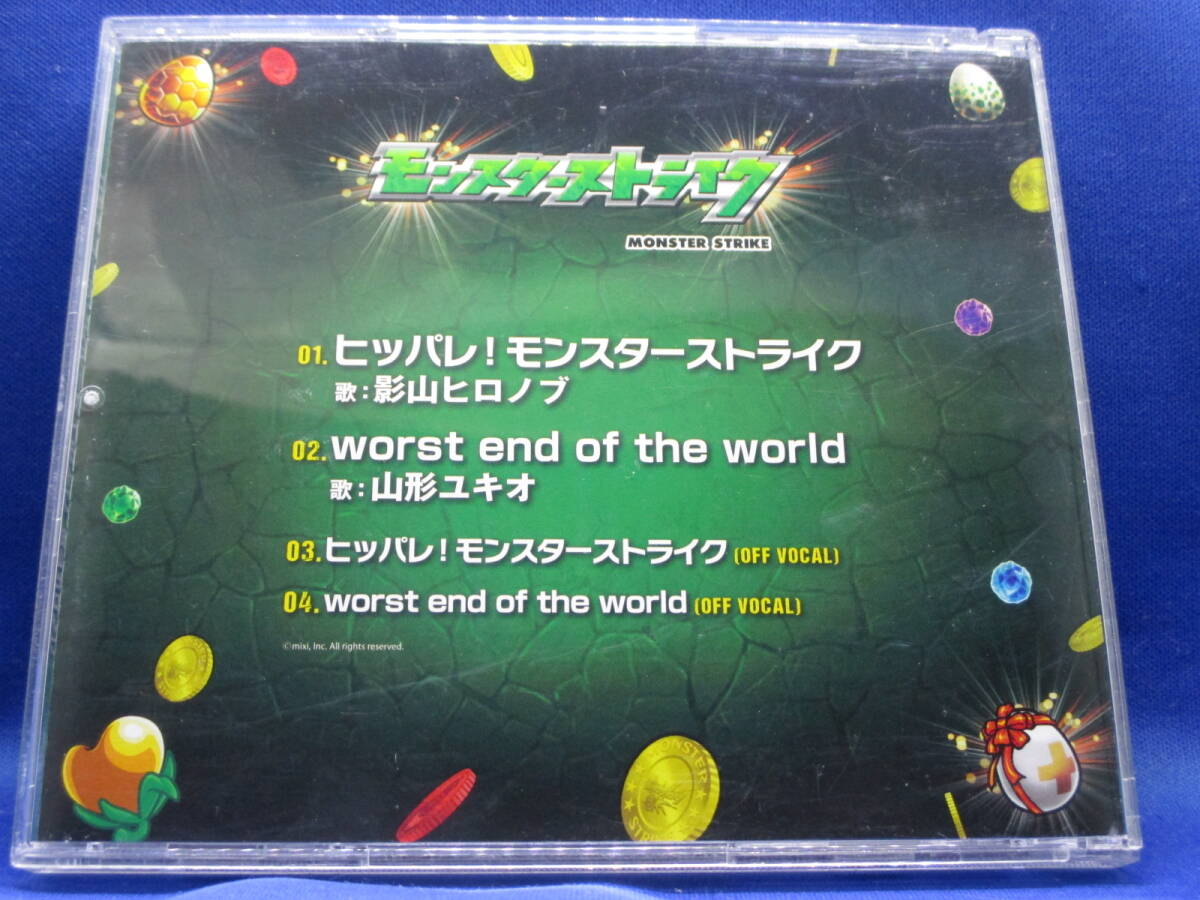 モンスターストライク
MONSTER STRIKE
01. ヒッパレ！モンスターストライク
歌：影山ヒロノブ
02. worst end of the world
歌：山形ユキオ
03. ヒッパレ！モンスターストライク (OFF VOCAL)
04. worst end of the world (OFF VOCAL)
©mixi, Inc. All rights reserved.
MONSTER